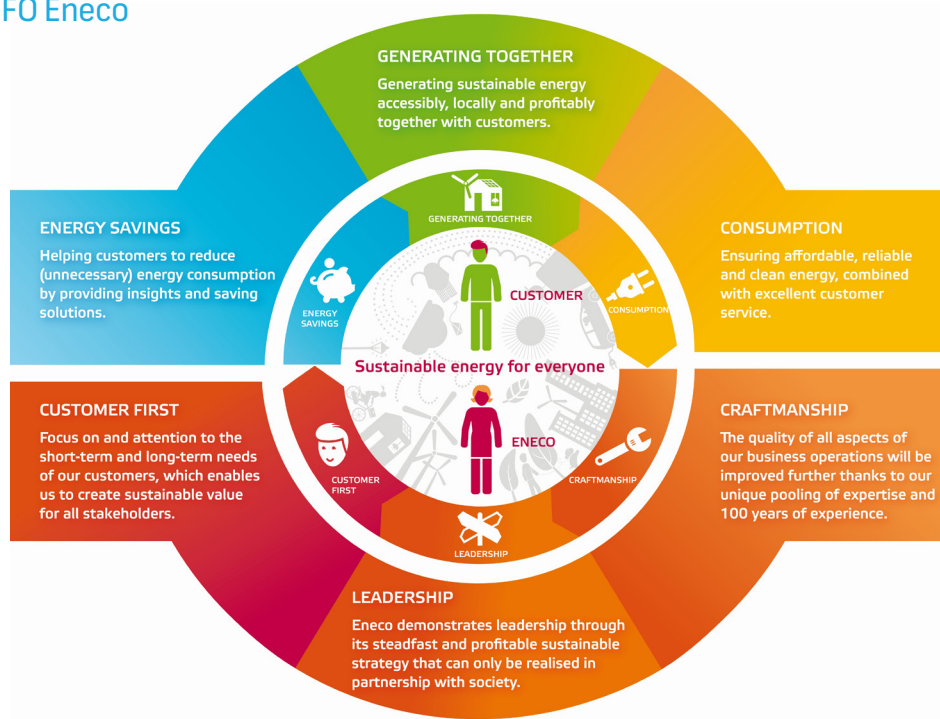 FO Eneco
GENERATING TOGETHER
Generating sustainable energy
accessibly, locally and profitably
together with customers.
ENERGY SAVINGS
Helping customers to reduce
(unnecessary) energy consumption
by providing insights and saving
solutions.
CONSUMPTION
Ensuring affordable, reliable
and clean energy, combined
with excellent customer
service.
GENERATING TOGETHER
ENERGY
SAVINGS
CONSUMPTION
CUSTOMER
Sustainable energy for everyone
ENECO
CUSTOMER
FIRST
CRAFTMANSHIP
LEADERSHIP
CUSTOMER FIRST
Focus on and attention to the
short-term and long-term needs
of our customers, which enables
us to create sustainable value
for all stakeholders.
CRAFTMANSHIP
The quality of all aspects of
our business operations will be
improved further thanks to our
unique pooling of expertise and
100 years of experience.
LEADERSHIP
Eneco demonstrates leadership through
its steadfast and profitable sustainable
strategy that can only be realised in
partnership with society.